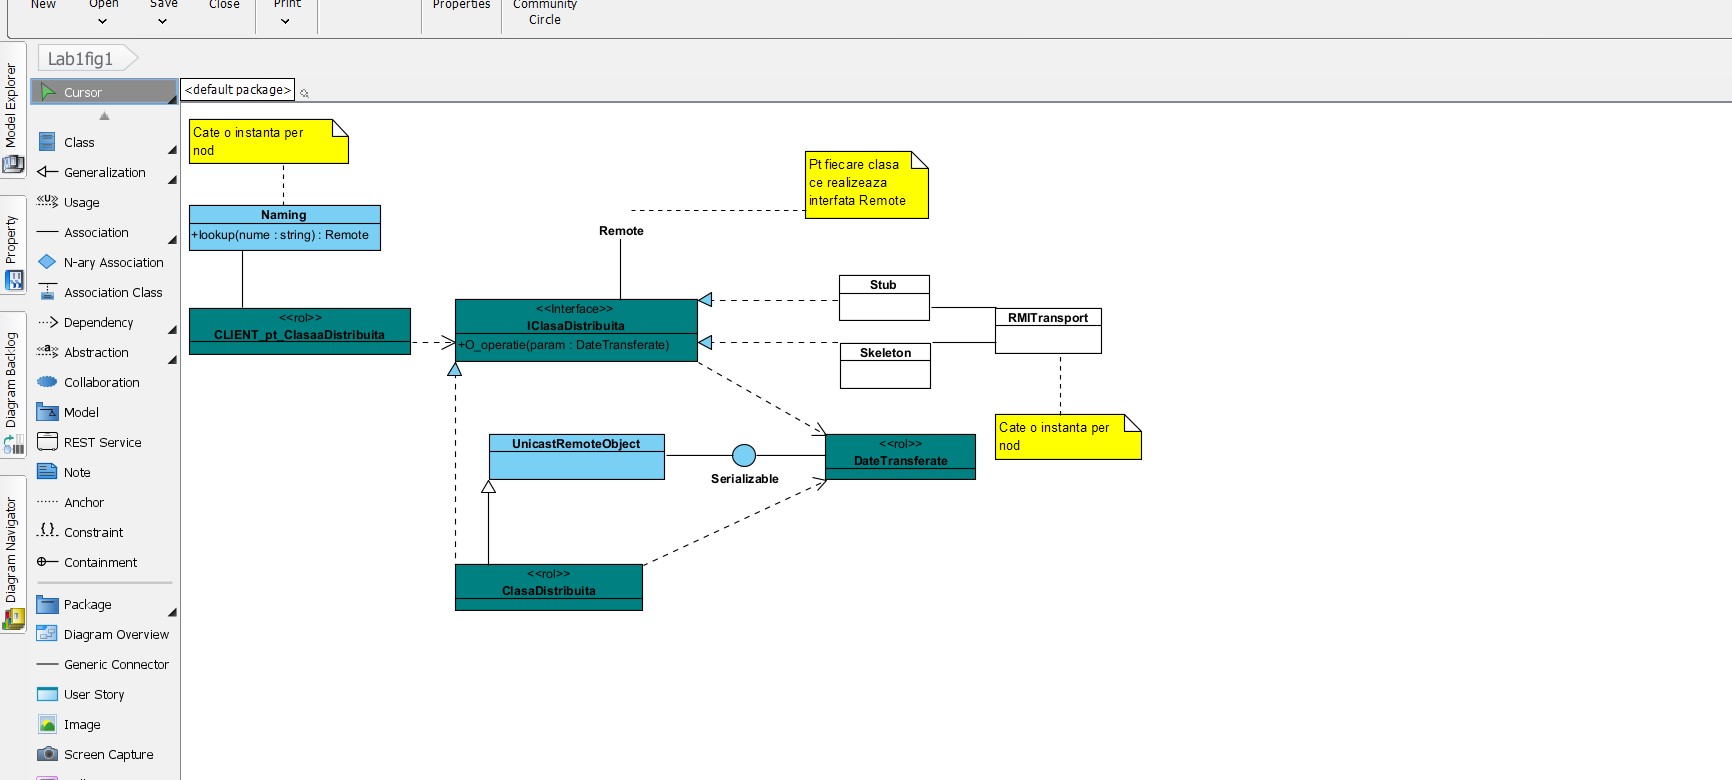 New
Open
Save
Close
Print
Properties
Community
Circle
Model Explorer
Property
Diagram Backlog
Diagram Navigator
Lab1fig1
Cursor
Class
Generalization
Usage
Association
N-ary Association
Association Class
Dependency
Abstraction
Collaboration
Model
REST Service
Note
Anchor
Constraint
Containment
Package
Diagram Overview
Generic Connector
User Story
Image
Screen Capture
<default package>
Cate o instanta per
nod
Naming
+lookup(nume : string) : Remote
<<rol>>
CLIENT_pt_ClasaaDistribuita
Pt fiecare clasa
ce realizeaza
interfata Remote
Remote
<<Interface>>
IClasaDistribuita
+O_operatie(param : DateTransferate)
Stub
Skeleton
RMITransport
Cate o instanta per
nod
UnicastRemoteObject
Serializable
<<rol>>
DateTransferate
<<rol>>
ClasaDistribuita